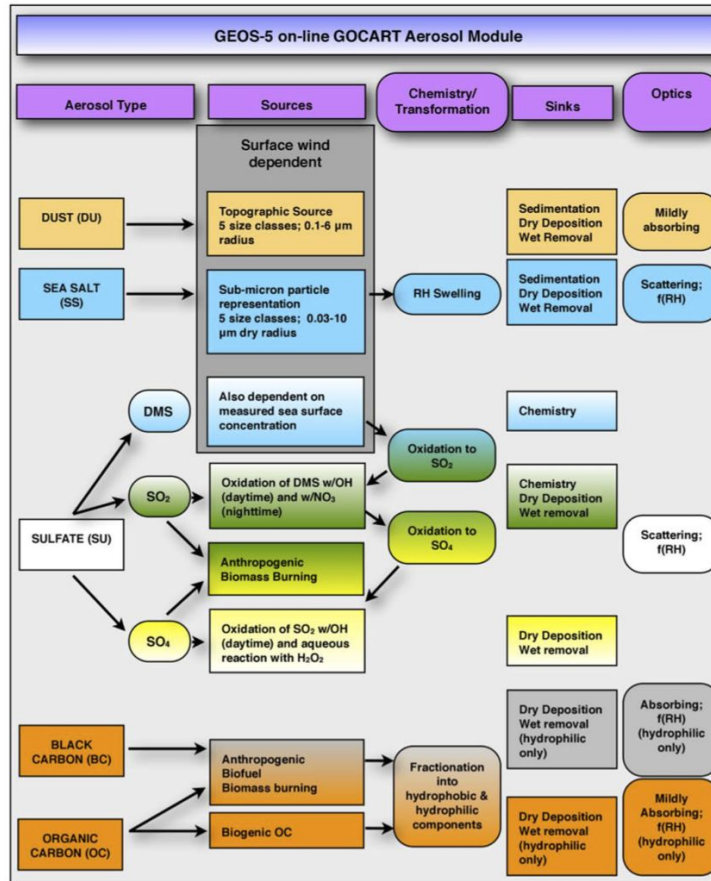 GEOS-5 on-line GOCART Aerosol Module
Aerosol Type
Sources
Chemistry/
Transformation
Sinks
Optics
Surface wind
dependent
DUST (DU)
Topographic Source
5 size classes; 0.1-6 µm
radius
Sedimentation
Dry Deposition
Wet Removal
Mildly
absorbing
SEA SALT
(SS)
Sub-micron particle
representation
5 size classes; 0.03-10
µm dry radius
RH Swelling
Sedimentation
Dry Deposition
Wet Removal
Scattering;
f(RH)
DMS
Also dependent on
measured sea surface
concentration
Chemistry
Oxidation to
SO₂
SO₂
Oxidation of DMS w/OH
(daytime) and w/NO₃
(nighttime)
Chemistry
Dry Deposition
Wet removal
SULFATE (SU)
Anthropogenic
Biomass Burning
Oxidation to
SO₄
Scattering;
f(RH)
SO₄
Oxidation of SO₂ w/OH
(daytime) and aqueous
reaction with H₂O₂
Dry Deposition
Wet removal
BLACK
CARBON (BC)
Anthropogenic
Biofuel
Biomass burning
Fractionation
into
hydrophobic &
hydrophilic
components
Dry Deposition
Wet removal
(hydrophilic
only)
Absorbing;
f(RH)
(hydrophilic
only)
ORGANIC
CARBON (OC)
Biogenic OC
Dry Deposition
Wet removal
(hydrophilic
only)
Mildly
Absorbing;
f(RH)
(hydrophilic
only)